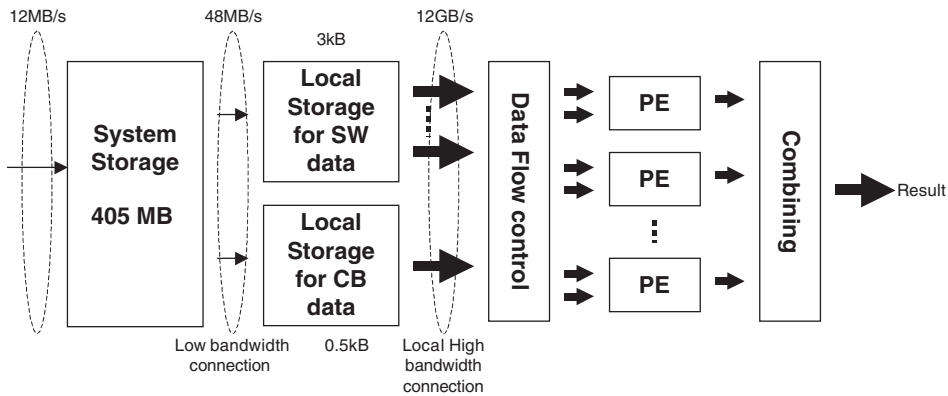 12MB/s
48MB/s
12GB/s
3kB
System
Storage
405 MB
Local
Storage
for SW
data
Local
Storage
for CB
data
0.5kB
Low bandwidth
connection
Local High
bandwidth
connection
Data Flow control
PE
PE
PE
Combining
Result